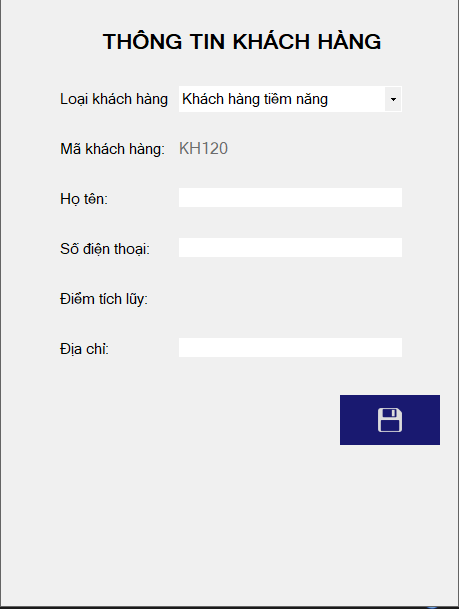 THÔNG TIN KHÁCH HÀNG
Loại khách hàng Khách hàng tiềm năng
Mã khách hàng: KH120
Họ tên:
Số điện thoại:
Điểm tích lũy:
Địa chỉ: